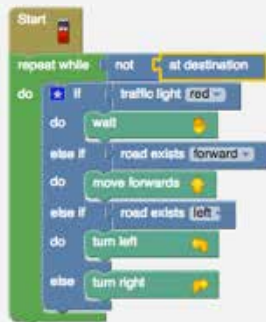 Start
repeat while not at destination
do if traffic light red
do wait
else if road exists forward
do move forwards
else if road exists left
do turn left
else turn right